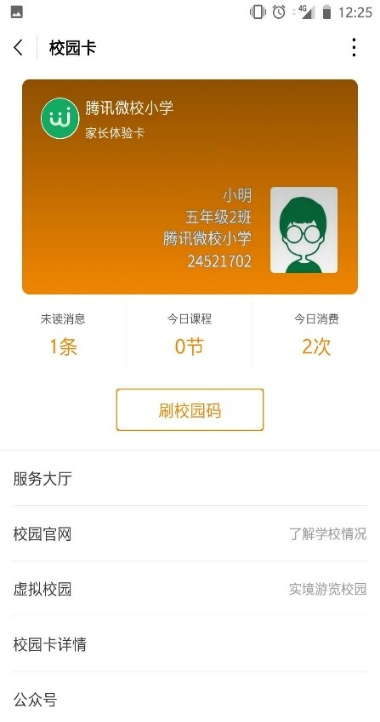 4G 12:25
校园卡
腾讯微校小学
家长体验卡
小明
五年级2班
腾讯微校小学
24521702
未读消息 今日课程 今日消费
1条 0节 2次
刷校园码
服务大厅
校园官网 了解学校情况
虚拟校园 实境游览校园
校园卡详情
公众号